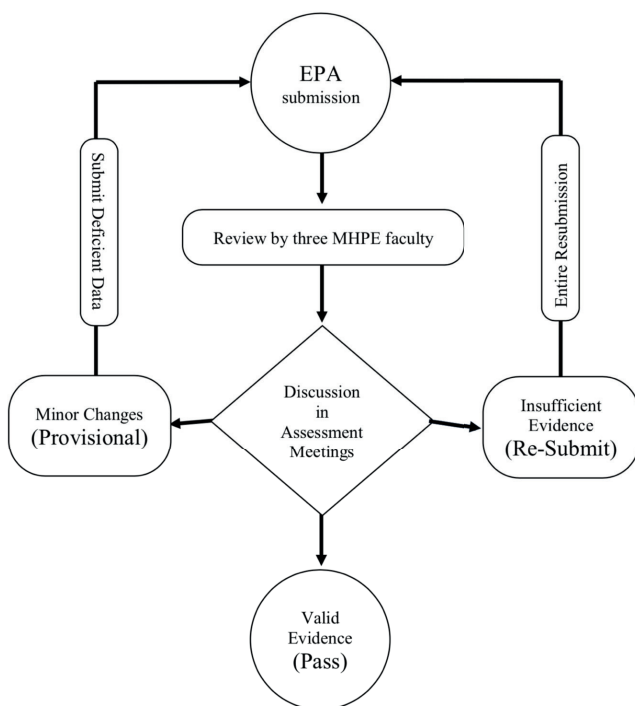 EPA
submission
Submit Deficient Data
Entire Resubmission
Review by three MHPE faculty
Discussion
in
Assessment
Meetings
Minor Changes
(Provisional)
Insufficient
Evidence
(Re-Submit)
Valid
Evidence
(Pass)